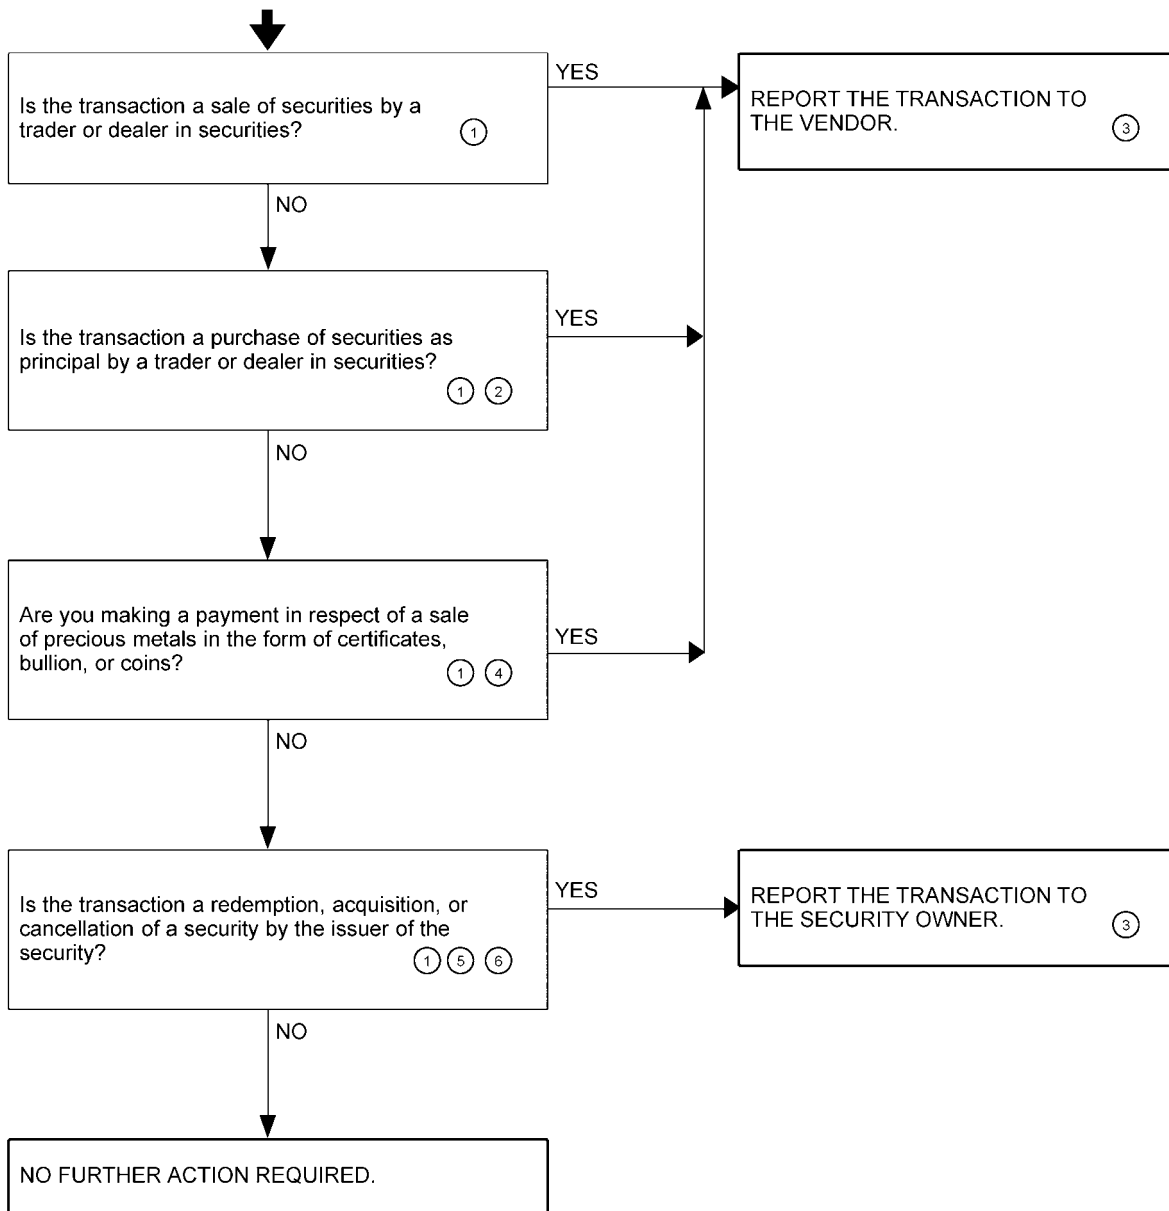 Is the transaction a sale of securities by a
trader or dealer in securities?
1
YES
REPORT THE TRANSACTION TO
THE VENDOR.
3
NO
Is the transaction a purchase of securities as
principal by a trader or dealer in securities?
1 2
YES
NO
Are you making a payment in respect of a sale
of precious metals in the form of certificates,
bullion, or coins?
1 4
YES
NO
Is the transaction a redemption, acquisition, or
cancellation of a security by the issuer of the
security?
1 5 6
YES
REPORT THE TRANSACTION TO
THE SECURITY OWNER.
3
NO
NO FURTHER ACTION REQUIRED.